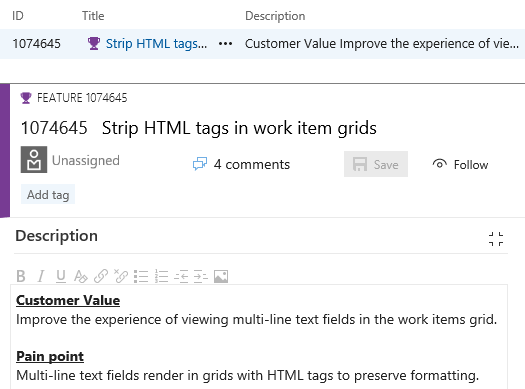 ID Title Description
1074645 Strip HTML tags... ••• Customer Value Improve the experience of vie...
FEATURE 1074645
1074645 Strip HTML tags in work item grids
Unassigned 4 comments Save Follow
Add tag
Description
B I U A
Customer Value
Improve the experience of viewing multi-line text fields in the work items grid.
Pain point
Multi-line text fields render in grids with HTML tags to preserve formatting.